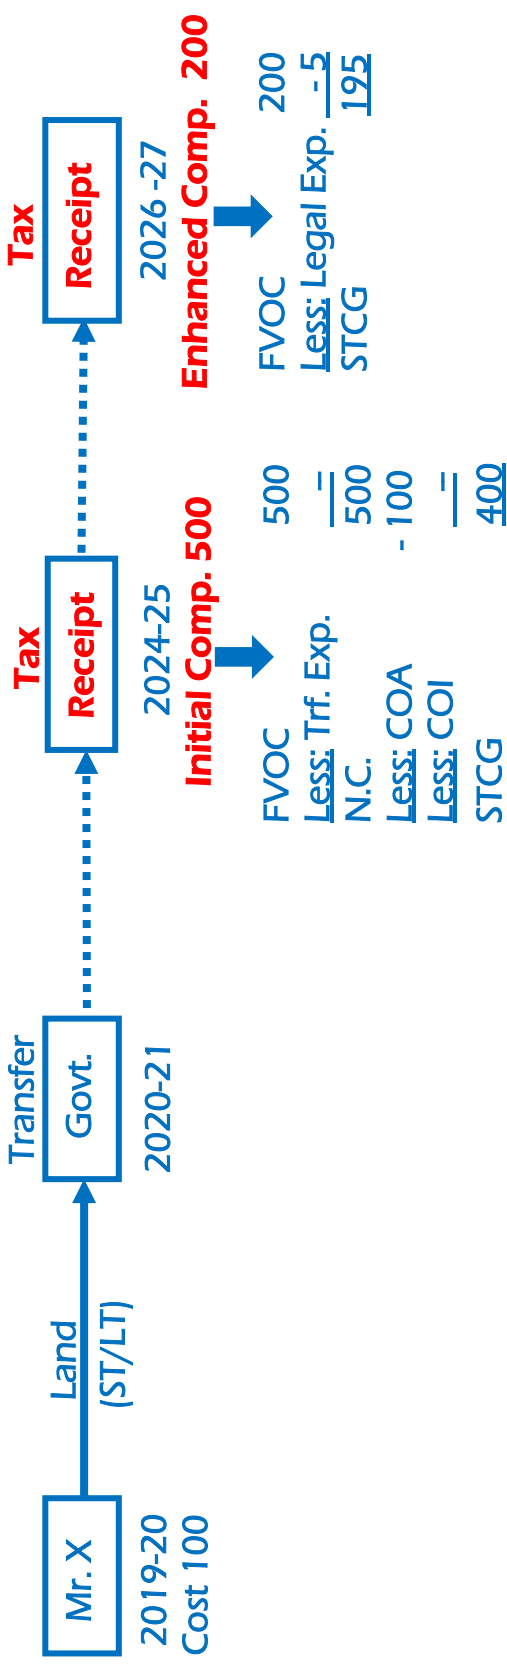 Mr. X
2019-20
Cost 100
Land
(ST/LT)
Transfer
Govt.
2020-21
Tax
Receipt
2024-25
Initial Comp. 500
FVOC 500
Less: Trf. Exp. --
N.C. 500
Less: COA - 100
Less: COI --
STCG 400
Tax
Receipt
2026 -27
Enhanced Comp. 200
FVOC 200
Less: Legal Exp. - 5
STCG 195